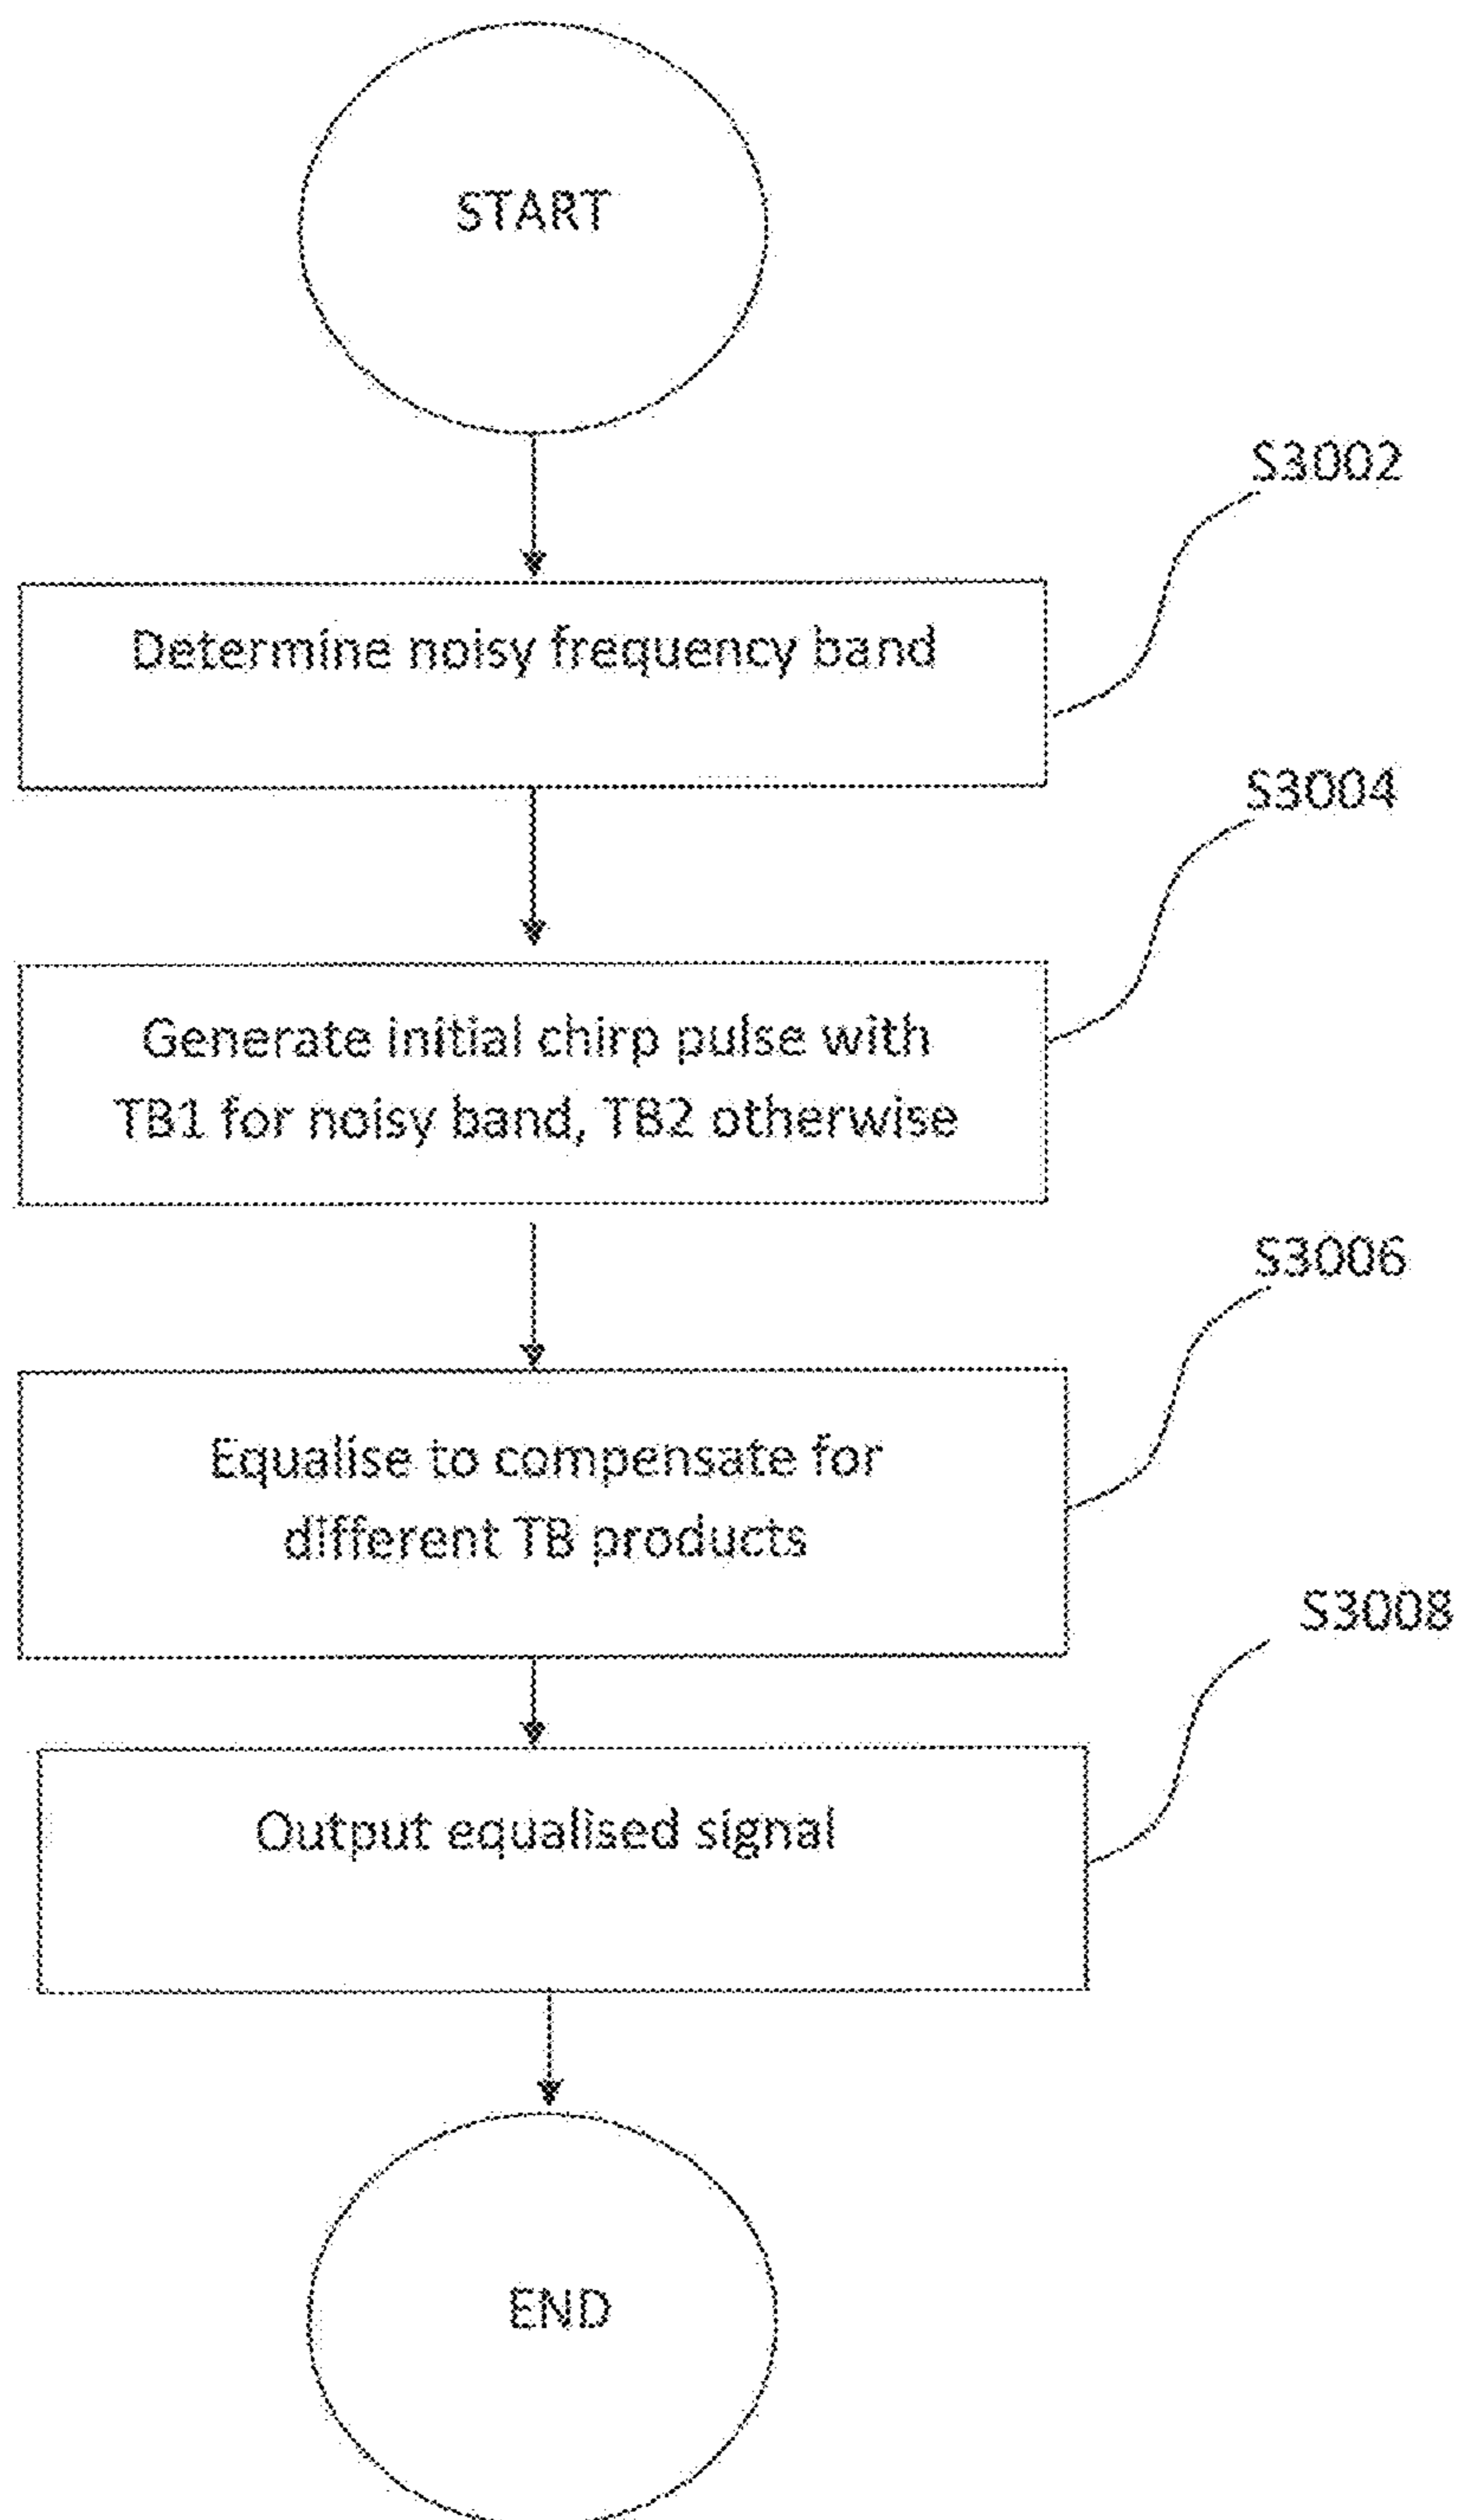 START
S3002
Determine noisy frequency band
S3004
Generate initial chirp pulse with
TB1 for noisy band, TB2 otherwise
S3006
Equalise to compensate for
different TB products
S3008
Output equalised signal
END